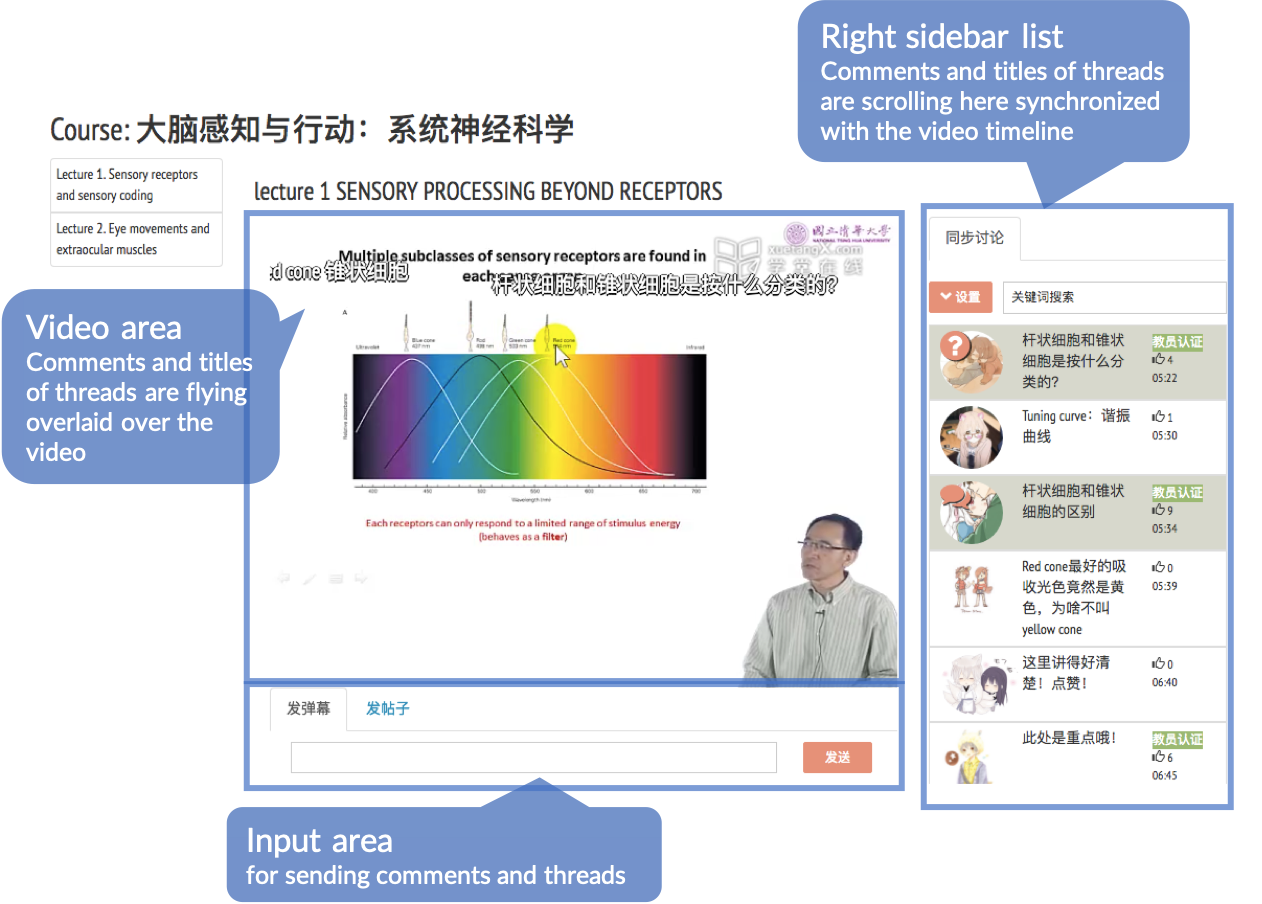 Right sidebar list
Comments and titles of threads
are scrolling here synchronized
with the video timeline
Course: 大脑感知与行动：系统神经科学
Lecture 1. Sensory receptors
and sensory coding
Lecture 2. Eye movements and
extraocular muscles
lecture 1 SENSORY PROCESSING BEYOND RECEPTORS
Video area
Comments and titles
of threads are flying
overlaid over the
video
國立清華大學
NATIONAL TSING HUA UNIVERSITY
xuetangX.com
学堂在线
Multiple subclasses of sensory receptors are found in
each
d cone 锥状细胞
杆状细胞和锥状细胞是按什么分类的?
A
Ultraviolet
Blue cone
437 nm
Rod
498 nm
Green cone
533 nm
Red cone
Infrared
Relative absorbance
400
450
500
550
600
650
700
Wavelength (nm)
Each receptors can only respond to a limited range of stimulus energy
(behaves as a filter)
发弹幕
发帖子
发送
Input area
for sending comments and threads
同步讨论
设置
关键词搜索
杆状细胞和锥状
细胞是按什么分
类的?
教员认证
4
05:22
Tuning curve：谐振
曲线
1
05:30
杆状细胞和锥状
细胞的区别
教员认证
9
05:34
Red cone最好的吸
收光色竟然是黄
色，为啥不叫
yellow cone
0
05:39
这里讲得好清
楚！点赞！
0
06:40
此处是重点哦！
教员认证
6
06:45